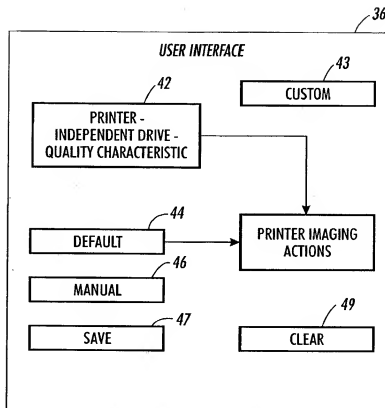 36
USER INTERFACE
42
43
PRINTER -
INDEPENDENT DRIVE -
QUALITY CHARACTERISTIC
CUSTOM
44
DEFAULT
PRINTER IMAGING
ACTIONS
46
MANUAL
47
SAVE
49
CLEAR